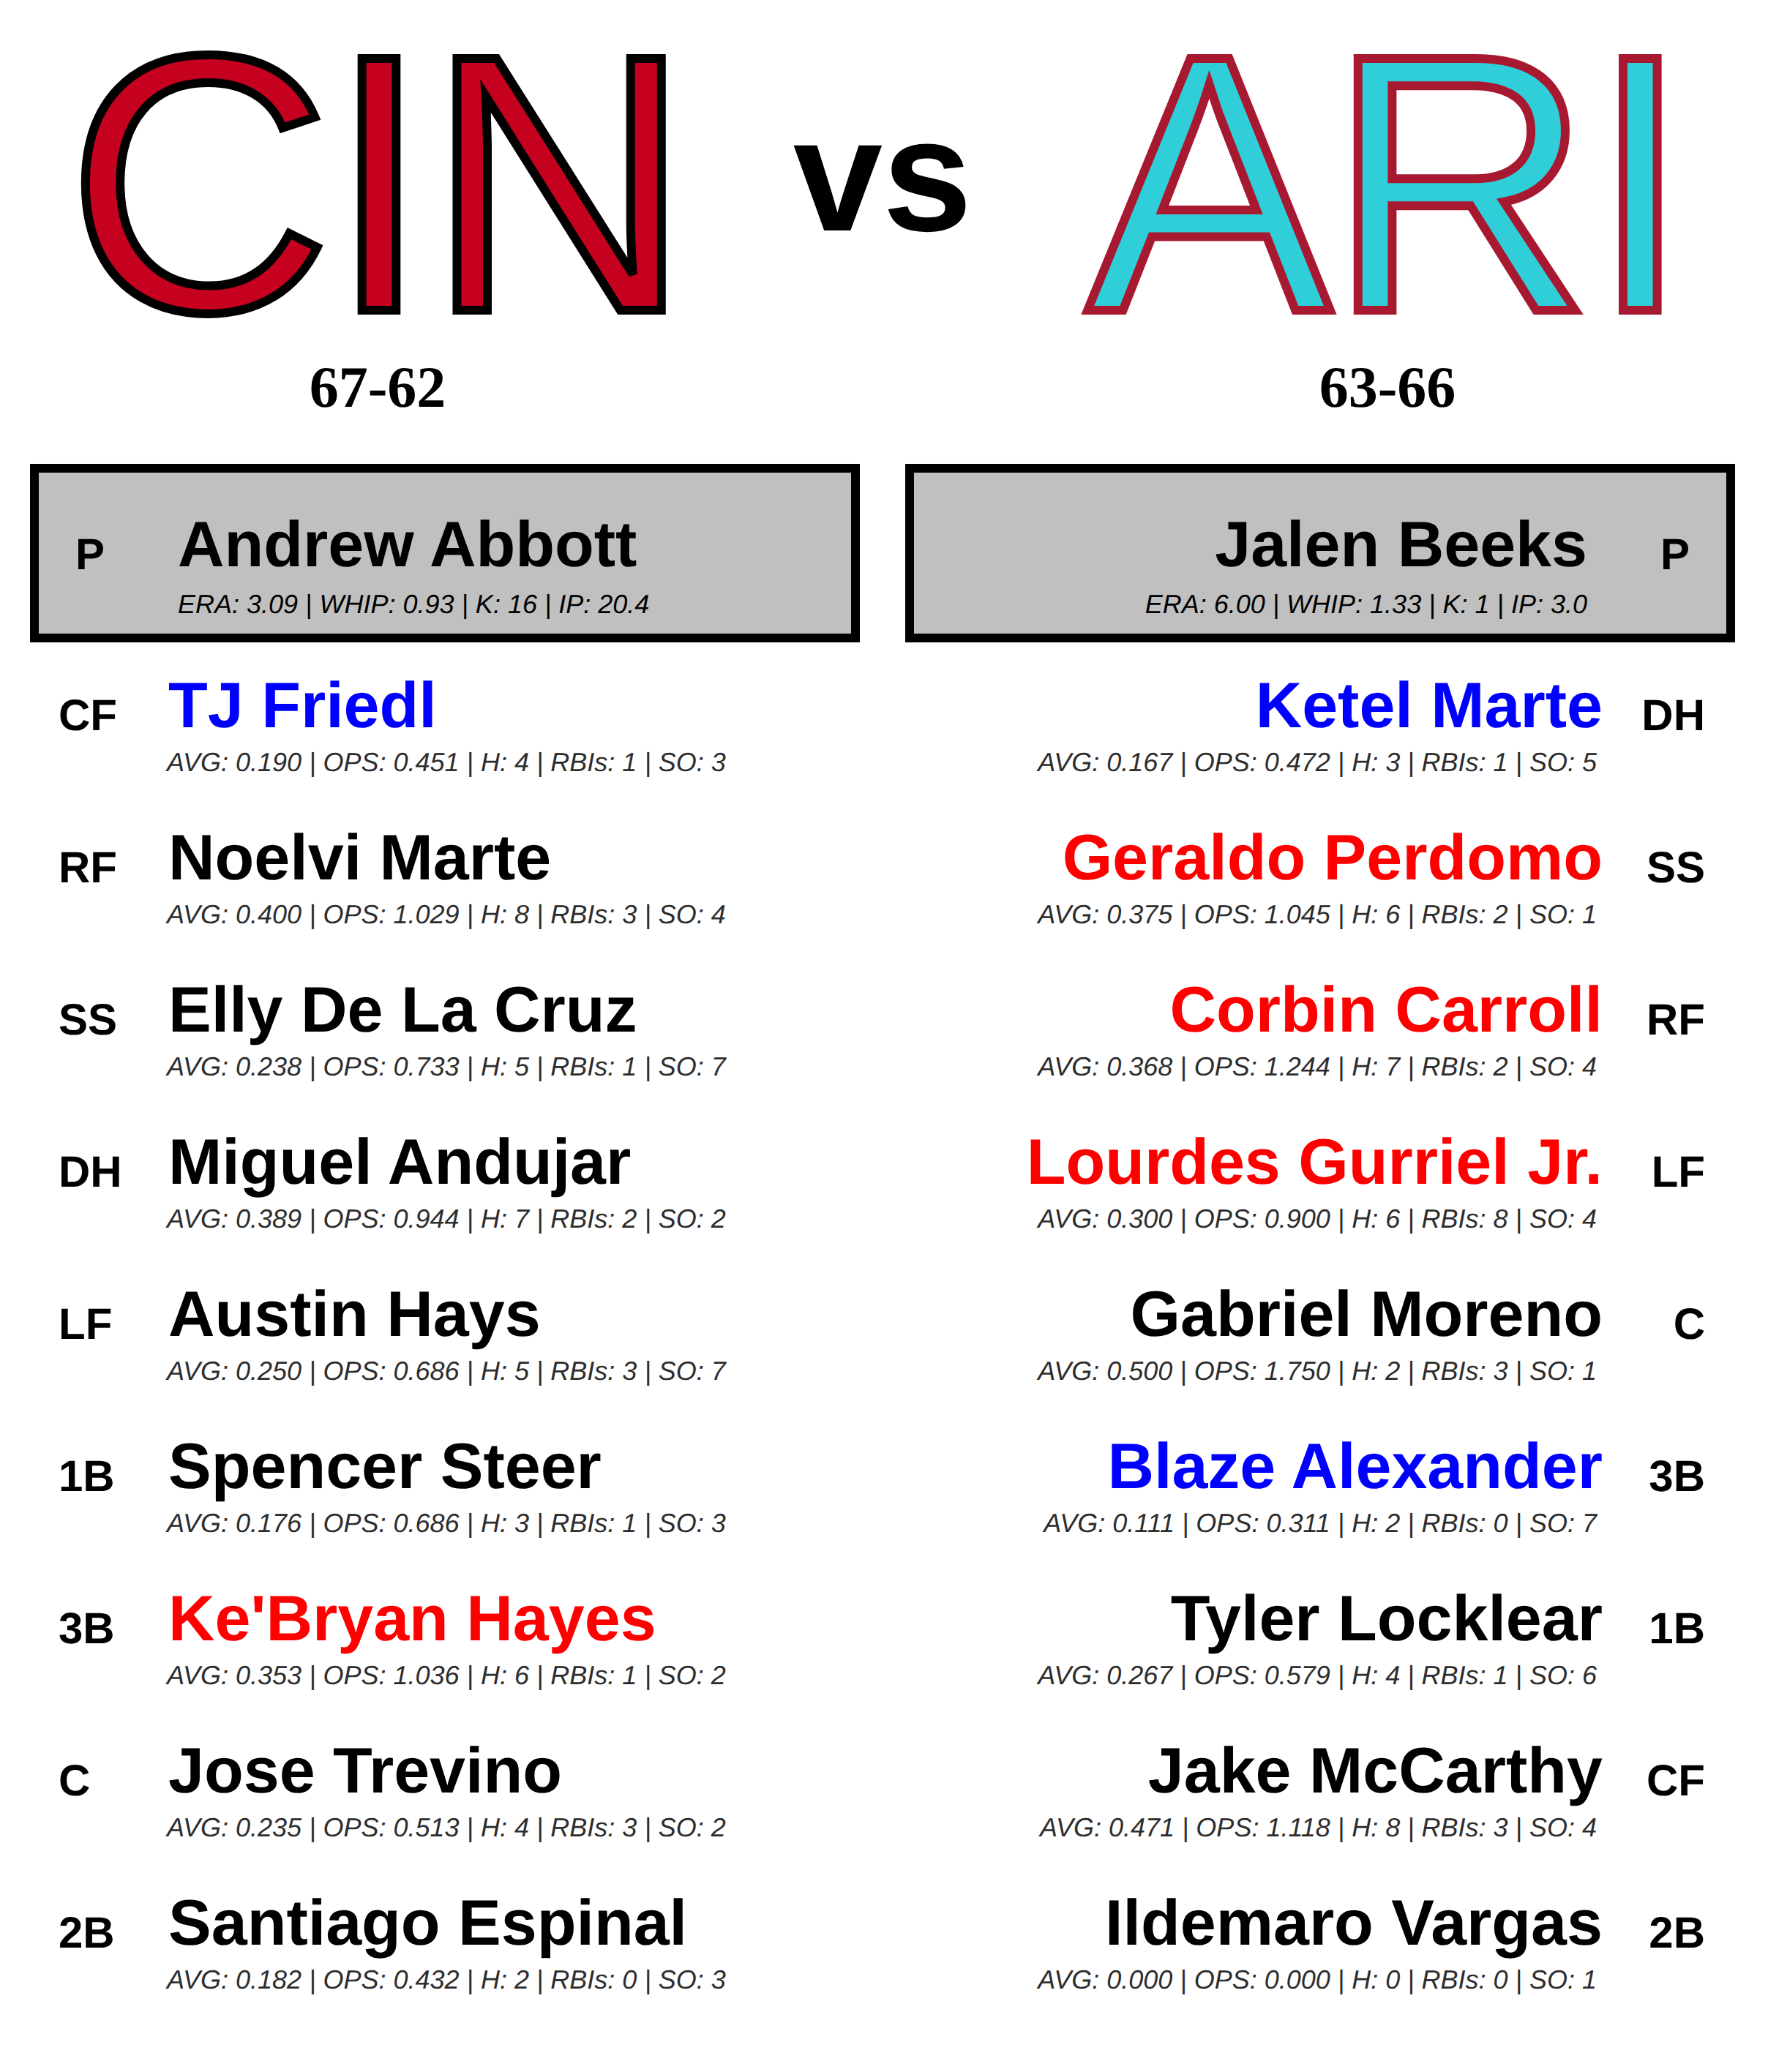 CIN vs ARI
67-62
63-66
P Andrew Abbott
ERA: 3.09 | WHIP: 0.93 | K: 16 | IP: 20.4
Jalen Beeks P
ERA: 6.00 | WHIP: 1.33 | K: 1 | IP: 3.0
CF TJ Friedl
AVG: 0.190 | OPS: 0.451 | H: 4 | RBIs: 1 | SO: 3
RF Noelvi Marte
AVG: 0.400 | OPS: 1.029 | H: 8 | RBIs: 3 | SO: 4
SS Elly De La Cruz
AVG: 0.238 | OPS: 0.733 | H: 5 | RBIs: 1 | SO: 7
DH Miguel Andujar
AVG: 0.389 | OPS: 0.944 | H: 7 | RBIs: 2 | SO: 2
LF Austin Hays
AVG: 0.250 | OPS: 0.686 | H: 5 | RBIs: 3 | SO: 7
1B Spencer Steer
AVG: 0.176 | OPS: 0.686 | H: 3 | RBIs: 1 | SO: 3
3B Ke'Bryan Hayes
AVG: 0.353 | OPS: 1.036 | H: 6 | RBIs: 1 | SO: 2
C Jose Trevino
AVG: 0.235 | OPS: 0.513 | H: 4 | RBIs: 3 | SO: 2
2B Santiago Espinal
AVG: 0.182 | OPS: 0.432 | H: 2 | RBIs: 0 | SO: 3
Ketel Marte DH
AVG: 0.167 | OPS: 0.472 | H: 3 | RBIs: 1 | SO: 5
Geraldo Perdomo SS
AVG: 0.375 | OPS: 1.045 | H: 6 | RBIs: 2 | SO: 1
Corbin Carroll RF
AVG: 0.368 | OPS: 1.244 | H: 7 | RBIs: 2 | SO: 4
Lourdes Gurriel Jr. LF
AVG: 0.300 | OPS: 0.900 | H: 6 | RBIs: 8 | SO: 4
Gabriel Moreno C
AVG: 0.500 | OPS: 1.750 | H: 2 | RBIs: 3 | SO: 1
Blaze Alexander 3B
AVG: 0.111 | OPS: 0.311 | H: 2 | RBIs: 0 | SO: 7
Tyler Locklear 1B
AVG: 0.267 | OPS: 0.579 | H: 4 | RBIs: 1 | SO: 6
Jake McCarthy CF
AVG: 0.471 | OPS: 1.118 | H: 8 | RBIs: 3 | SO: 4
Ildemaro Vargas 2B
AVG: 0.000 | OPS: 0.000 | H: 0 | RBIs: 0 | SO: 1